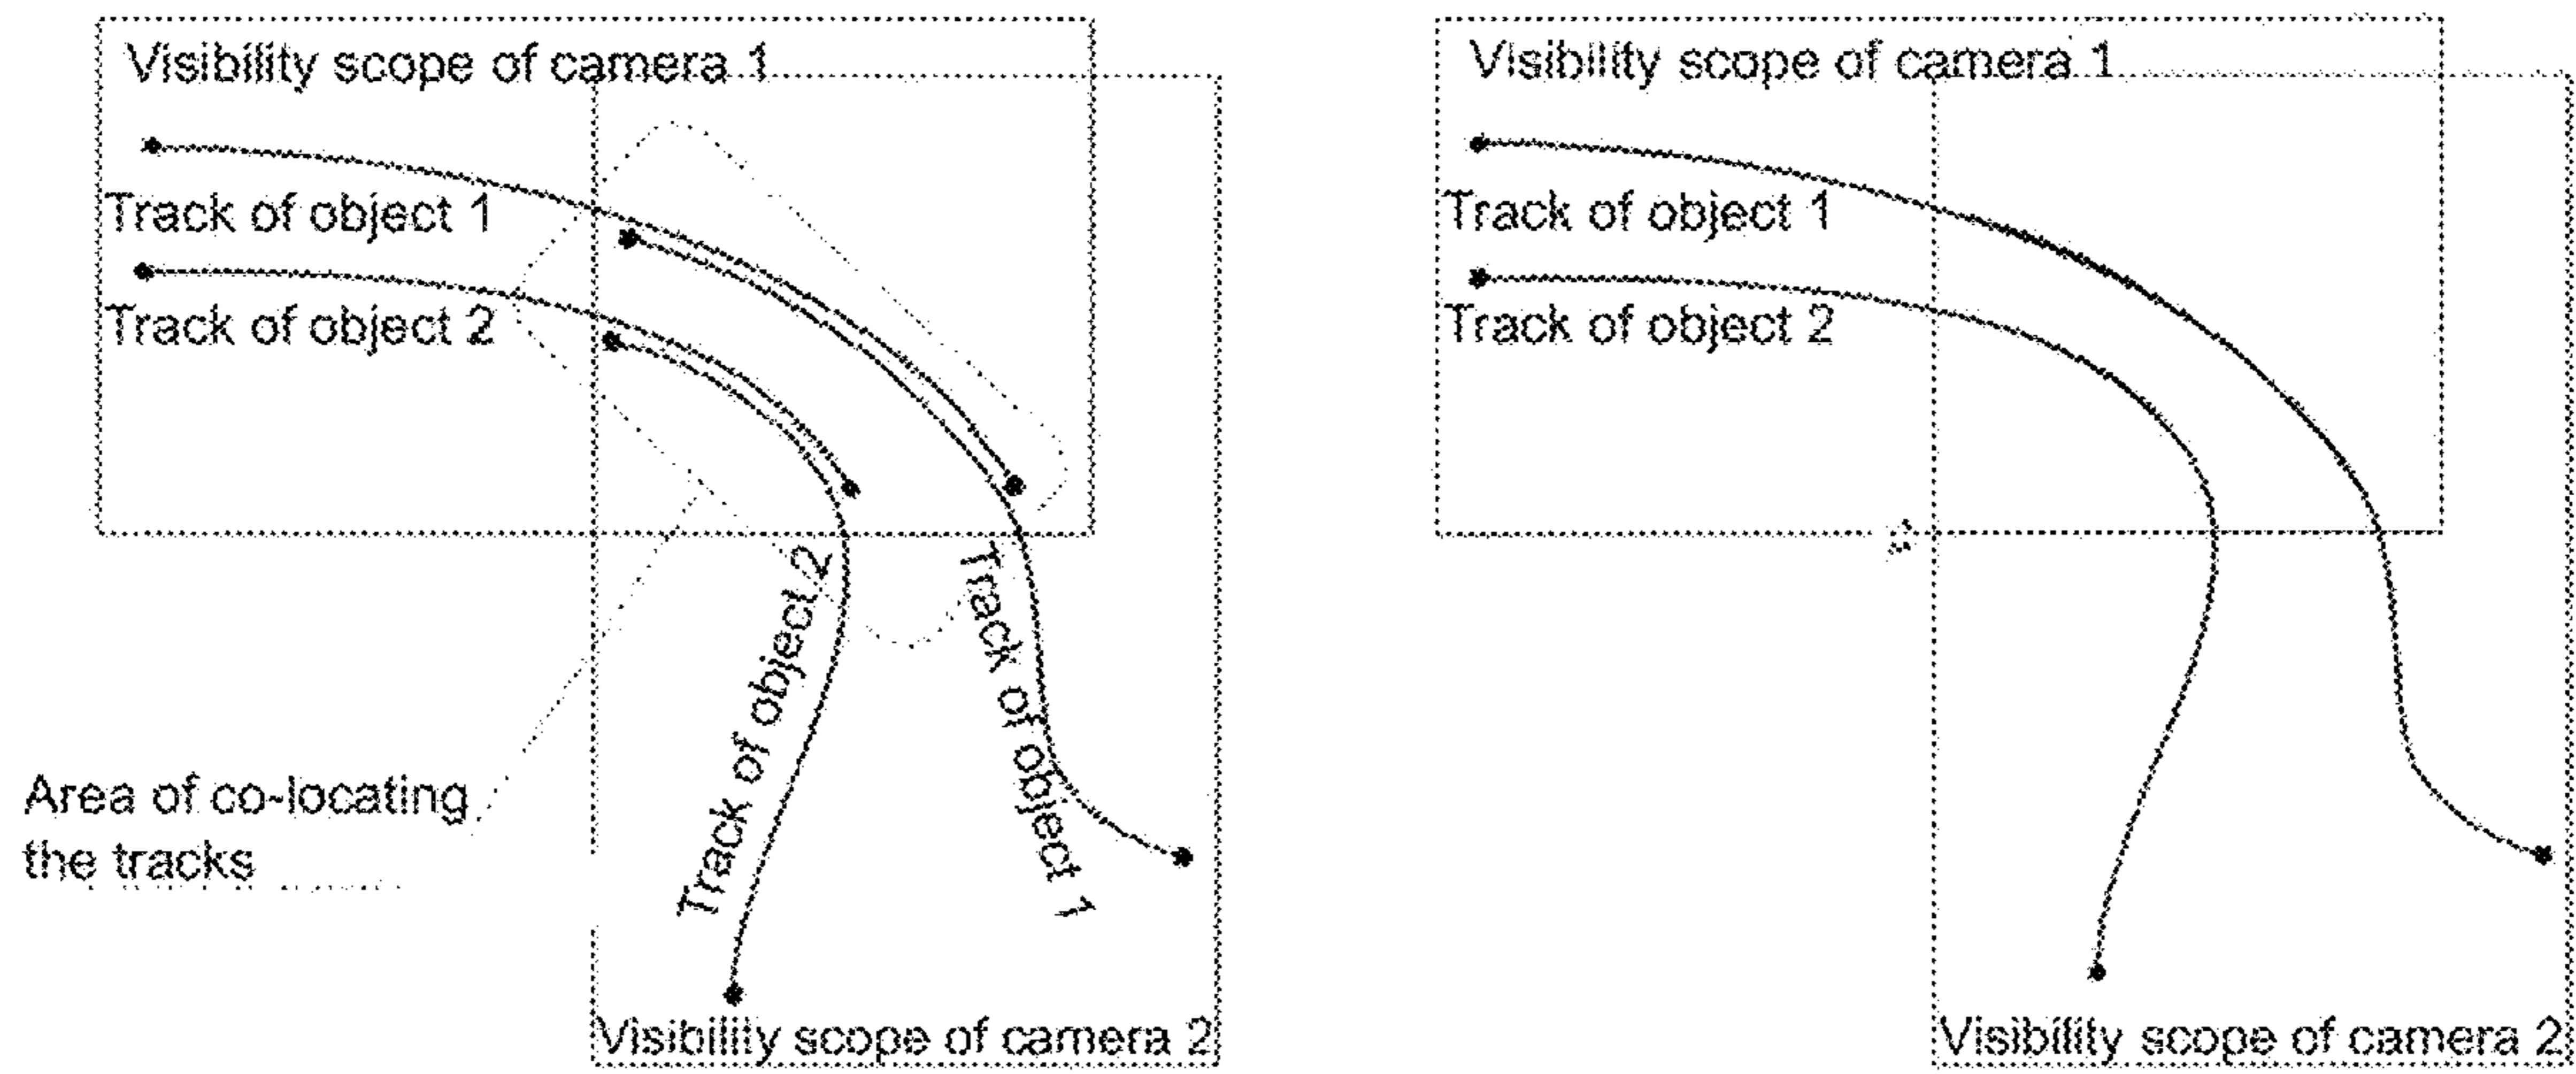 Visibility scope of camera 1
Track of object 1
Track of object 2
Track of object 2
Track of object 1
Area of co-locating
the tracks
Visibility scope of camera 2
Visibility scope of camera 1
Track of object 1
Track of object 2
Visibility scope of camera 2